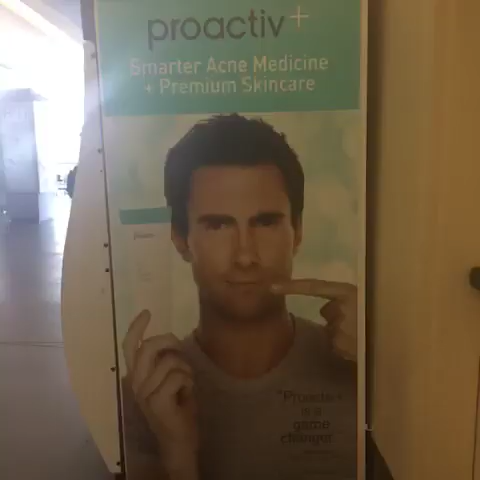 proactiv+
Smarter Acne Medicine
+ Premium Skincare
"Proactiv+
is a
game
changer."